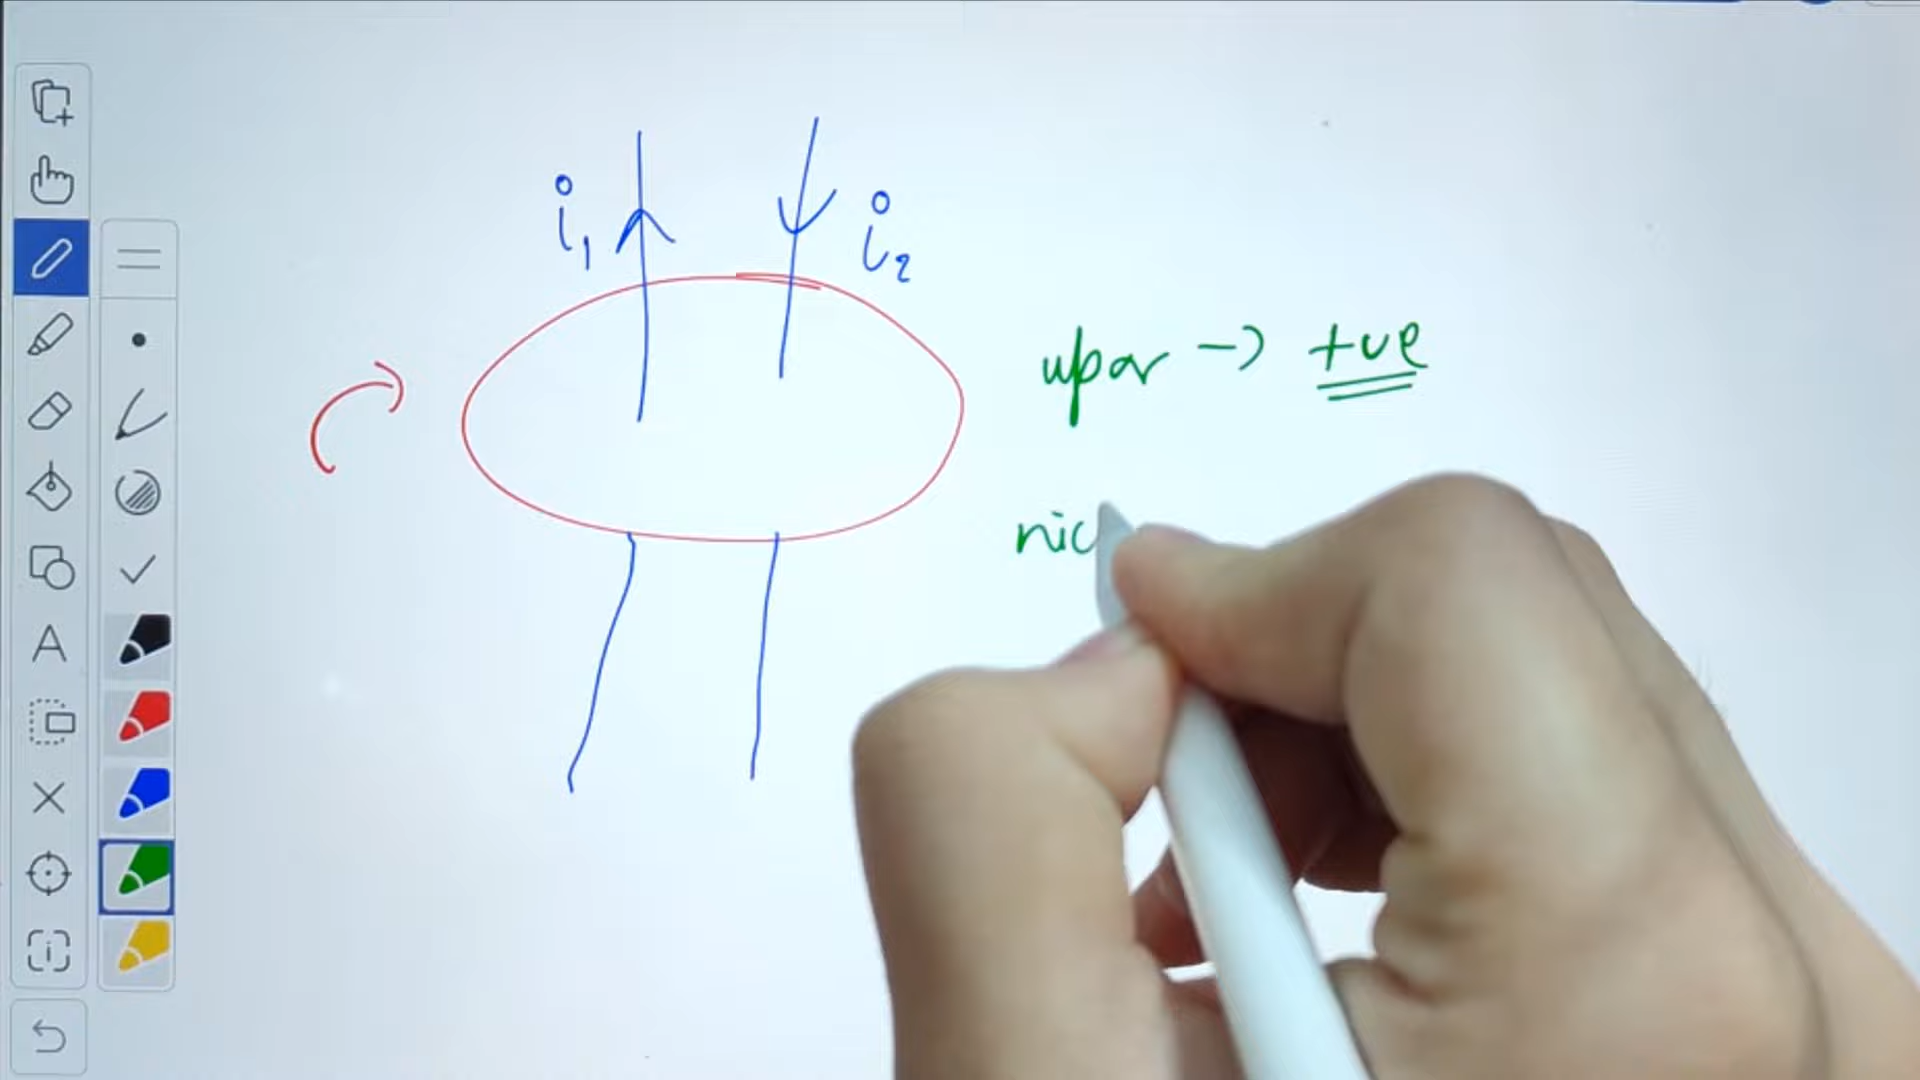 i₁
i₂
upar → +ve
nic